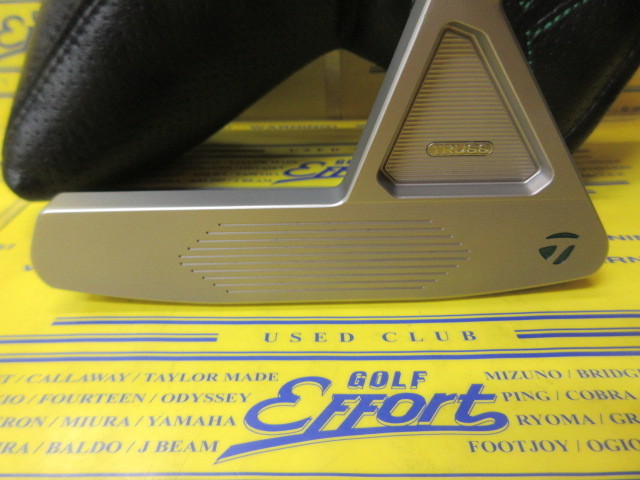 TRUSS
USED CLUB
T / CALLAWAY / TAYLOR MADE
GOLF
MIZUNO / BRIDGE
IO / FOURTEEN / ODYSSEY
Effort
PING / COBRA
RON / MIURA / YAMAHA
RYOMA / GR
RA / BALDO / J BEAM
FOOTJOY / OGIO